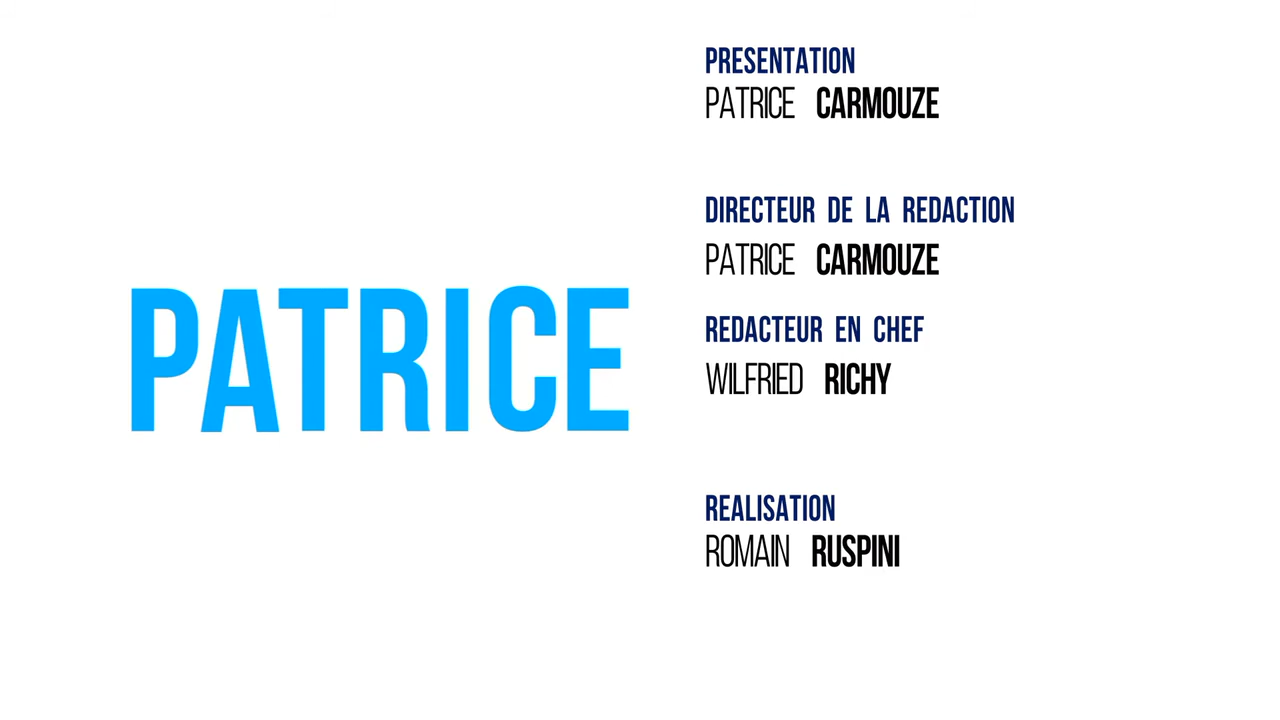 PATRICE
PRESENTATION
PATRICE CARMOUZE
DIRECTEUR DE LA REDACTION
PATRICE CARMOUZE
REDACTEUR EN CHEF
WILFRIED RICHY
REALISATION
ROMAIN RUSPINI